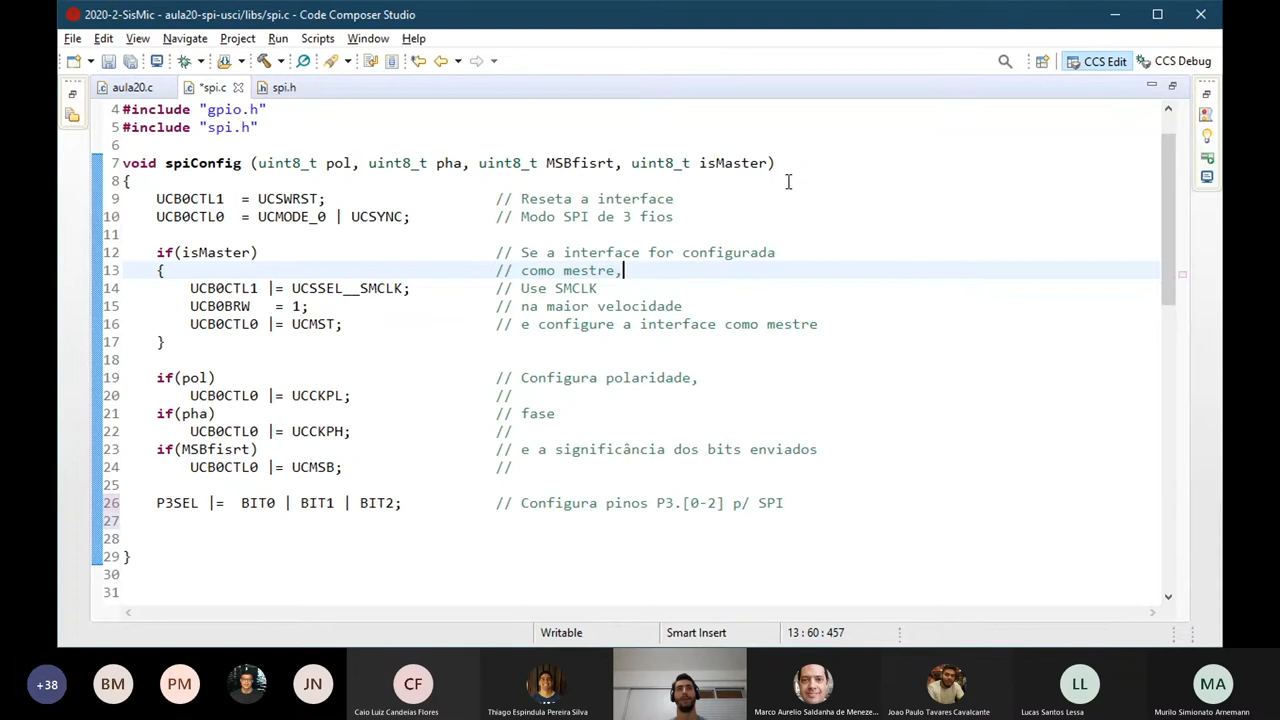 2020-2-SisMic - aula20-spi-usci/libs/spi.c - Code Composer Studio
File Edit View Navigate Project Run Scripts Window Help
CCS Edit CCS Debug
aula20.c *spi.c spi.h
4 #include "gpio.h"
5 #include "spi.h"
6
7 void spiConfig (uint8_t pol, uint8_t pha, uint8_t MSBfisrt, uint8_t isMaster)
8 {
9 UCB0CTL1 = UCSWRST; // Reseta a interface
10 UCB0CTL0 = UCMODE_0 | UCSYNC; // Modo SPI de 3 fios
11
12 if(isMaster) // Se a interface for configurada
13 { // como mestre,
14 UCB0CTL1 |= UCSSEL__SMCLK; // Use SMCLK
15 UCB0BRW = 1; // na maior velocidade
16 UCB0CTL0 |= UCMST; // e configure a interface como mestre
17 }
18
19 if(pol) // Configura polaridade,
20 UCB0CTL0 |= UCCKPL; //
21 if(pha) // fase
22 UCB0CTL0 |= UCCKPH; //
23 if(MSBfisrt) // e a significância dos bits enviados
24 UCB0CTL0 |= UCMSB; //
25
26 P3SEL |= BIT0 | BIT1 | BIT2; // Configura pinos P3.[0-2] p/ SPI
27
28
29 }
30
31
Writable Smart Insert 13 : 60 : 457
+38 BM PM JN CF LL MA
Caio Luiz Candeias Flores Thiago Espindula Pereira Silva Marco Aurelio Saldanha de Meneze... Joao Paulo Tavares Cavalcante Lucas Santos Lessa Murilo Simionato Arnemann